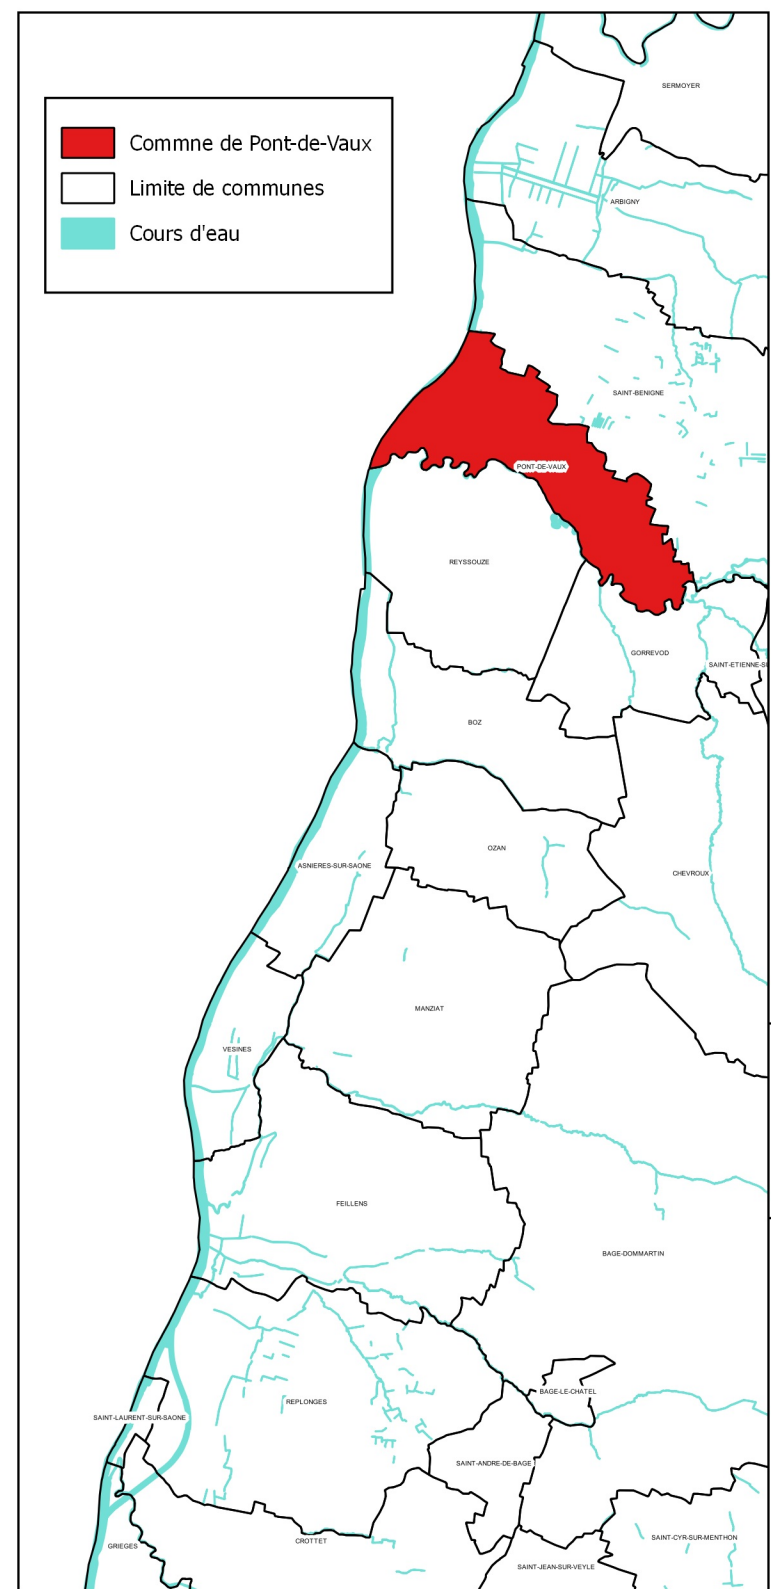 SERMOYER
Commne de Pont-de-Vaux
Limite de communes
ARBIGNY
Cours d'eau
SAINT-BENIGNE
PONT-DE-VAUX
REYSSOUZE
GORREVOD
SAINT-ETIENNE-S
BOZ
OZAN
ASNIERES-SUR-SAONE
CHEVROUX
MANZIAT
VESINES
FEILLENS
BAGE-DOMMARTIN
BAGE-LE-CHATEL
REPLONGES
SAINT-LAURENT-SUR-SAONE
SAINT-ANDRE-DE-BAGE
SAINT-CYR-SUR-MENTHON
CROTTET
GRIEGES
SAINT-JEAN-SUR-VEYLE